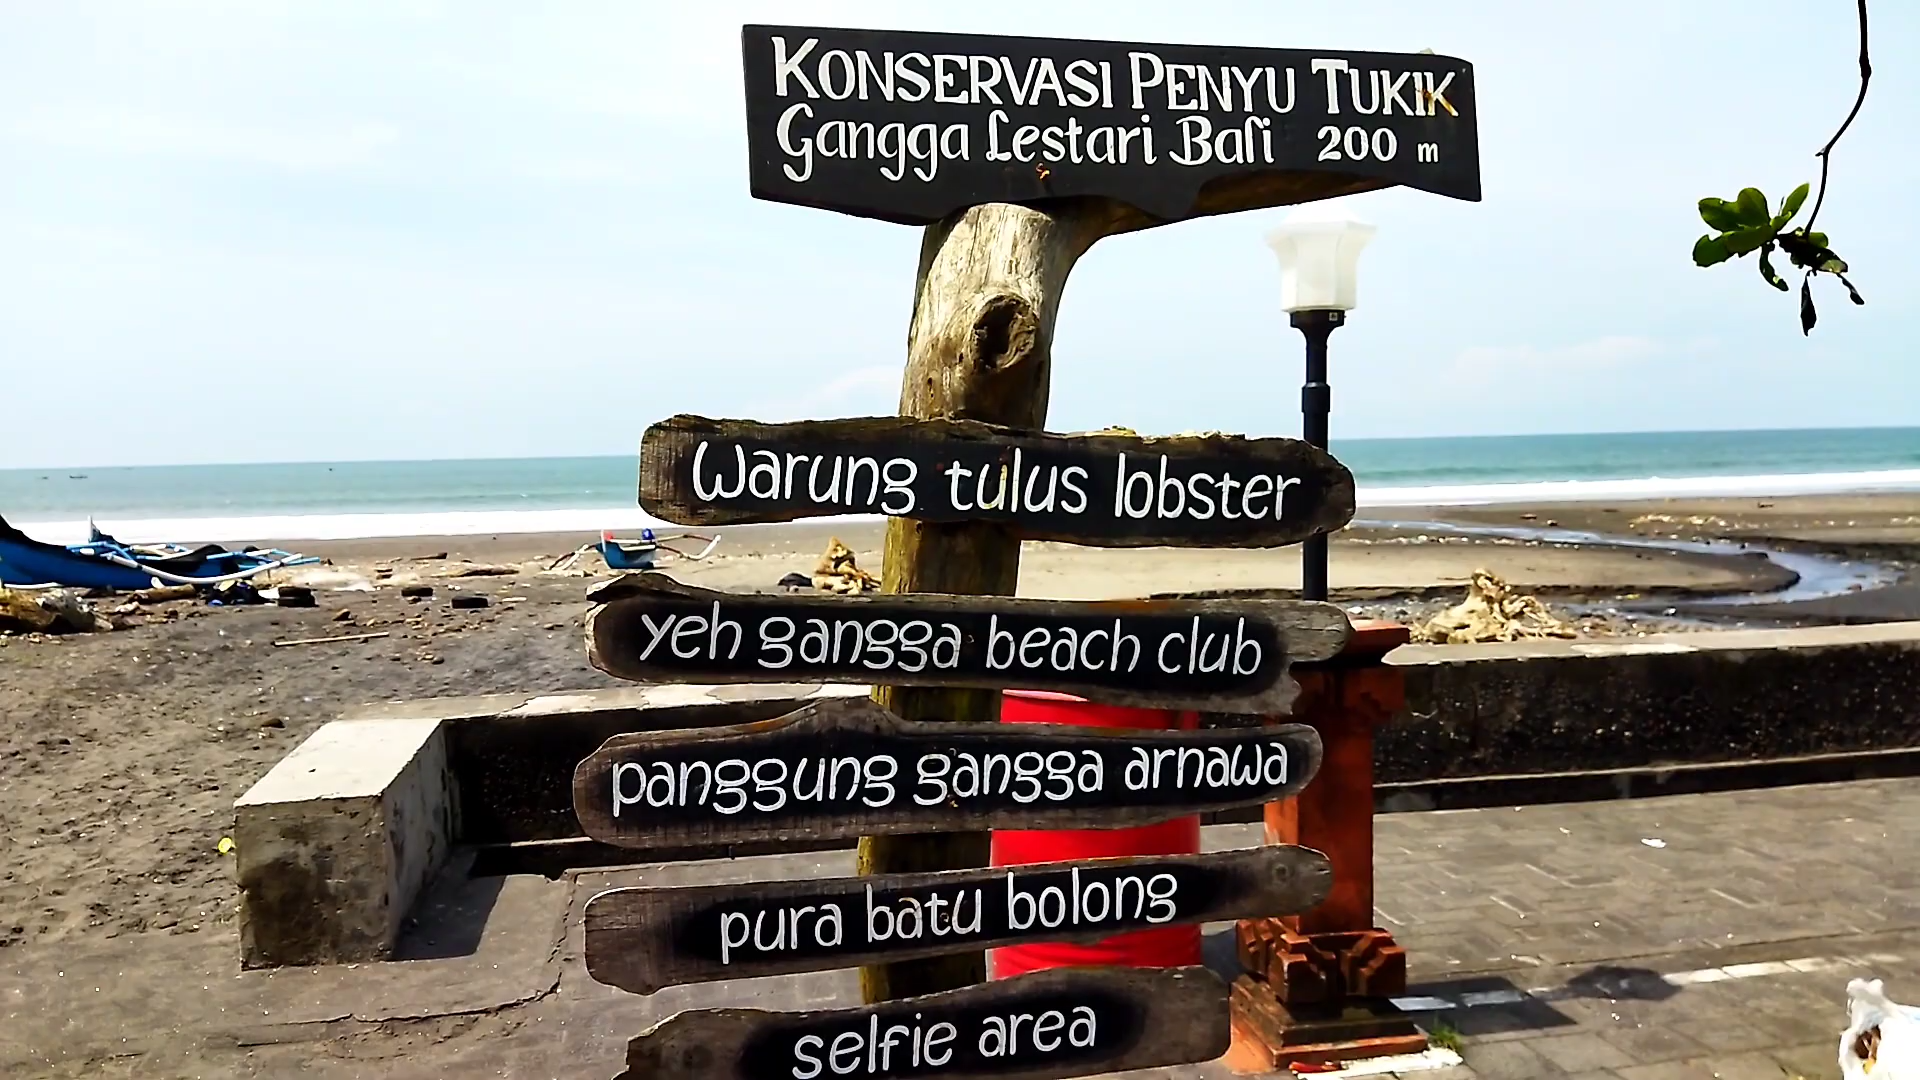 KONSERVASI PENYU TUKIK
Gangga Lestari Bali 200 m
Warung tulus lobster
yeh gangga beach club
panggung gangga arnawa
pura batu bolong
selfie area